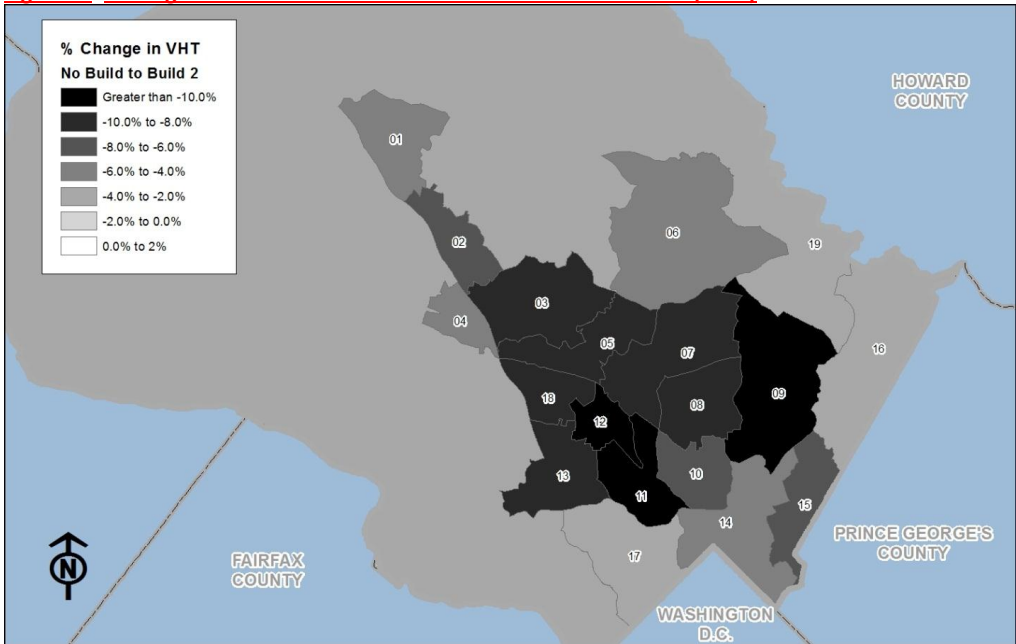 % Change in VHT
No Build to Build 2
Greater than -10.0%
-10.0% to -8.0%
-8.0% to -6.0%
-6.0% to -4.0%
-4.0% to -2.0%
-2.0% to 0.0%
0.0% to 2%
HOWARD
COUNTY
01
02
06
19
03
04
05
07
16
18
12
08
09
13
11
10
15
14
17
N
FAIRFAX
COUNTY
PRINCE GEORGE'S
COUNTY
WASHINGTON
D.C.